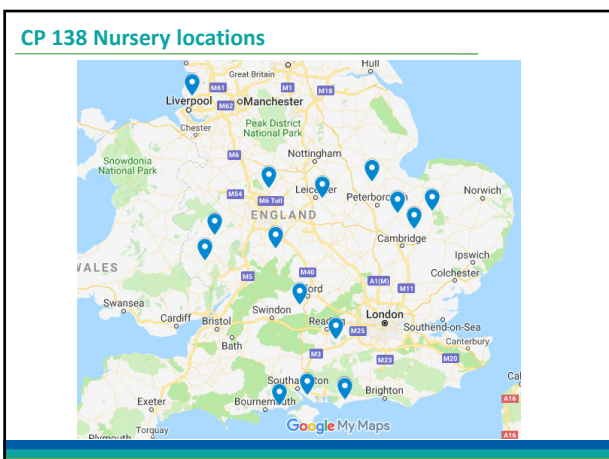 CP 138 Nursery locations
Hull
Great Britain
M61
M1
M18
Liverpool
Manchester
M62
Chester
Peak District
National Park
M6
Nottingham
Snowdonia
National Park
M54
M6 Toll
Norwich
ENGLAND
Cambridge
WALES
Ipswich
M5
M40
A1(M)
M11
Colchester
Swansea
Swindon
London
Cardiff
Bristol
M25
Southend-on-Sea
Bath
Canterbury
M3
M23
M20
Brighton
Exeter
A16
Torquay
Plymouth
A16
Google My Maps